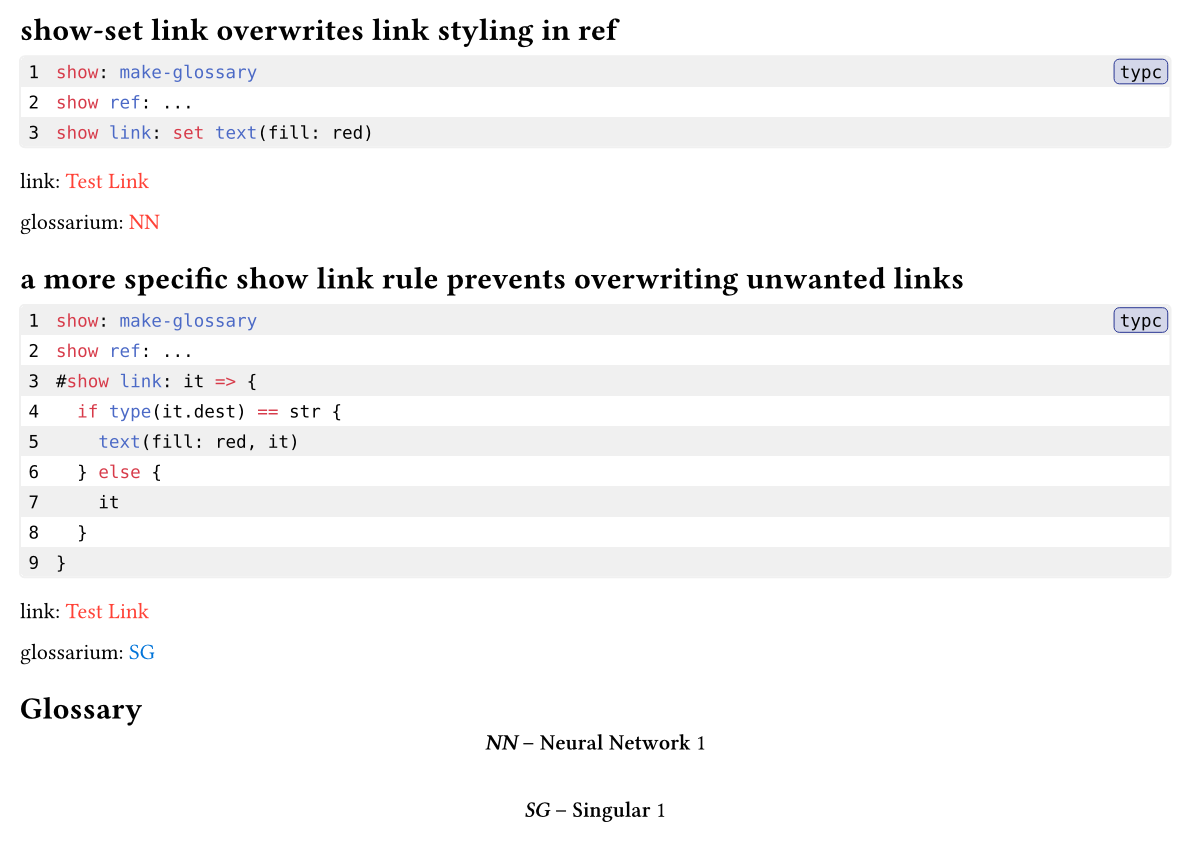 show-set link overwrites link styling in ref
1 show: make-glossary typc
2 show ref: ...
3 show link: set text(fill: red)
link: Test Link
glossarium: NN
a more specific show link rule prevents overwriting unwanted links
1 show: make-glossary typc
2 show ref: ...
3 #show link: it => {
4   if type(it.dest) == str {
5     text(fill: red, it)
6   } else {
7     it
8   }
9 }
link: Test Link
glossarium: SG
Glossary
NN – Neural Network 1
SG – Singular 1